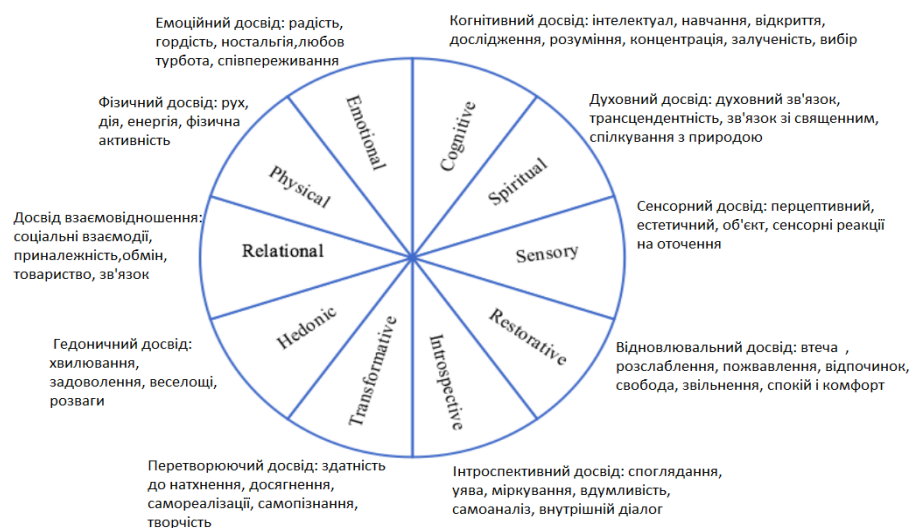 Емоційний досвід: радість,
гордість, ностальгія,любов
турбота, співпереживання
Когнітивний досвід: інтелектуал, навчання, відкриття,
дослідження, розуміння, концентрація, залученість, вибір
Фізичний досвід: рух,
дія, енергія, фізична
активність
Духовний досвід: духовний зв'язок,
трансцендентність, зв'язок зі священним,
спілкування з природою
Досвід взаємовідношення:
соціальні взаємодії,
приналежність,обмін,
товариство, зв'язок
Сенсорний досвід: перцептивний,
естетичний, об'єкт, сенсорні реакції
на оточення
Гедоничний досвід:
хвилювання,
задоволення, веселощі,
розваги
Відновлювальний досвід: втеча ,
розслаблення, пожвавлення, відпочинок,
свобода, звільнення, спокій і комфорт
Перетворюючий досвід: здатність
до натхнення, досягнення,
самореалізації, самопізнання,
творчість
Інтроспективний досвід: споглядання,
уява, міркування, вдумливість,
самоаналіз, внутрішній діалог
Emotional
Cognitive
Physical
Spiritual
Relational
Sensory
Hedonic
Restorative
Transformative
Introspective